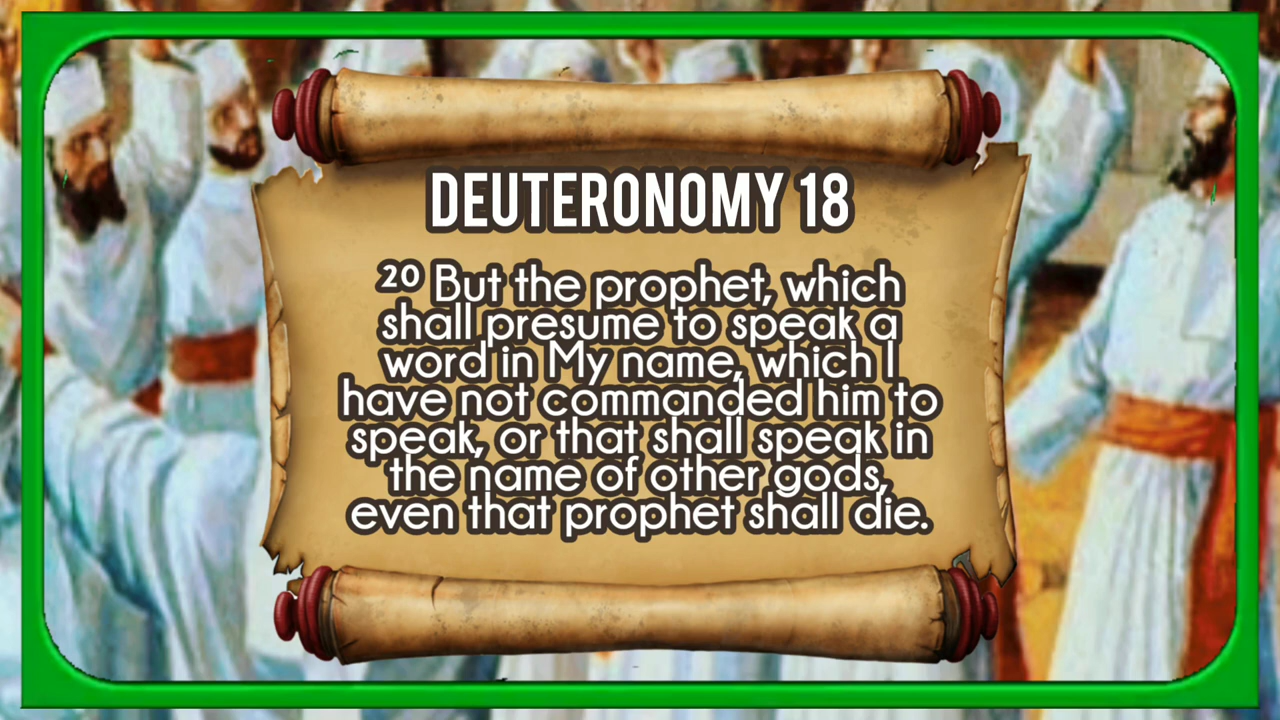 DEUTERONOMY 18
²⁰ But the prophet, which
shall presume to speak a
word in My name, which I
have not commanded him to
speak, or that shall speak in
the name of other gods,
even that prophet shall die.